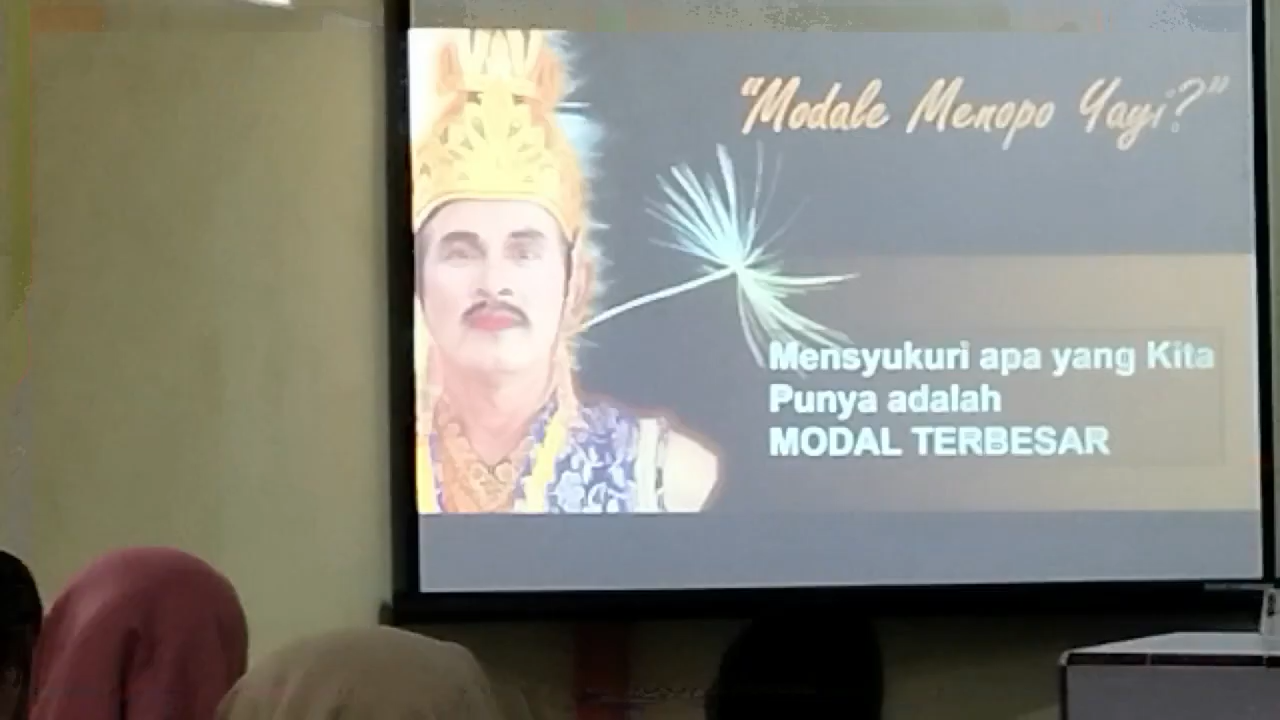 "Modale Menopo Yayi?"
Mensyukuri apa yang Kita
Punya adalah
MODAL TERBESAR